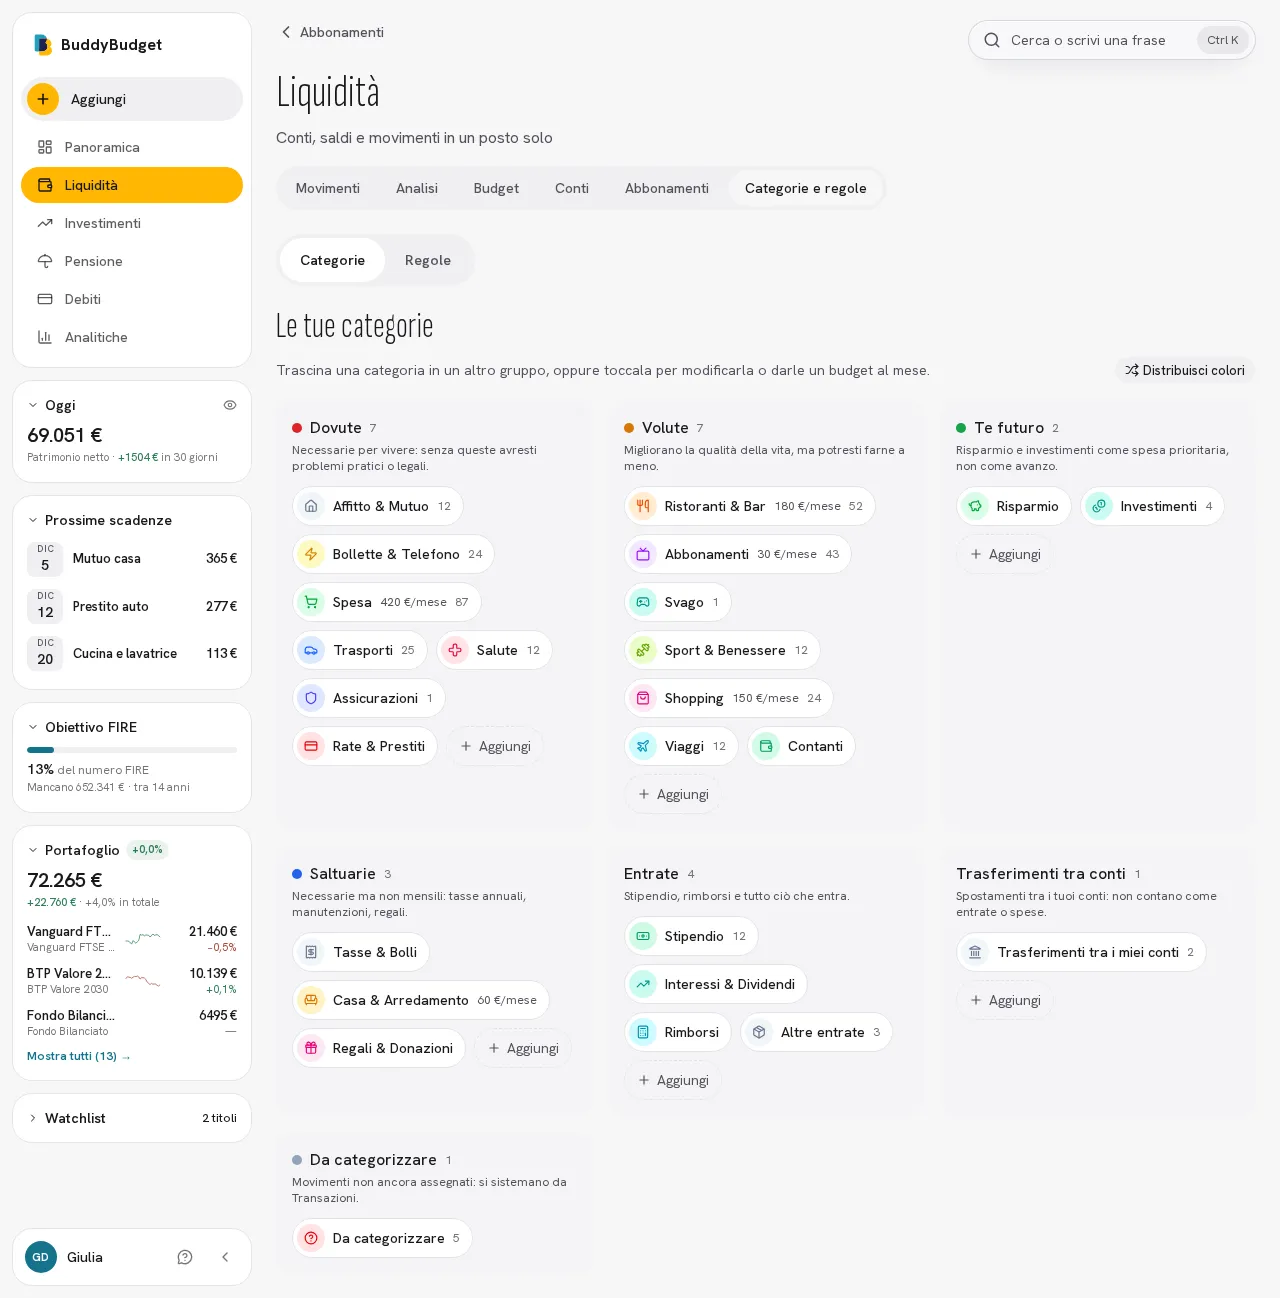 BuddyBudget
Aggiungi
Panoramica
Liquidità
Investimenti
Pensione
Debiti
Analitiche
Oggi
69.051 €
Patrimonio netto · +1504 € in 30 giorni
Prossime scadenze
DIC
5
Mutuo casa
365 €
DIC
12
Prestito auto
277 €
DIC
20
Cucina e lavatrice
113 €
Obiettivo FIRE
13% del numero FIRE
Mancano 652.341 € · tra 14 anni
Portafoglio +0,0%
72.265 €
+22.760 € · +4,0% in totale
Vanguard FT...
21.460 €
Vanguard FTSE ...
-0,5%
BTP Valore 2...
10.139 €
BTP Valore 2030
+0,1%
Fondo Bilanci...
6495 €
Fondo Bilanciato
—
Mostra tutti (13) →
Watchlist
2 titoli
GD
Giulia
Abbonamenti
Cerca o scrivi una frase
Ctrl K
Liquidità
Conti, saldi e movimenti in un posto solo
Movimenti
Analisi
Budget
Conti
Abbonamenti
Categorie e regole
Categorie
Regole
Le tue categorie
Trascina una categoria in un altro gruppo, oppure toccala per modificarla o darle un budget al mese.
Distribuisci colori
Dovute 7
Necessarie per vivere: senza queste avresti
problemi pratici o legali.
Affitto & Mutuo 12
Bollette & Telefono 24
Spesa 420 €/mese 87
Trasporti 25
Salute 12
Assicurazioni 1
Rate & Prestiti
Aggiungi
Volute 7
Migliorano la qualità della vita, ma potresti farne a
meno.
Ristoranti & Bar 180 €/mese 52
Abbonamenti 30 €/mese 43
Svago 1
Sport & Benessere 12
Shopping 150 €/mese 24
Viaggi 12
Contanti
Aggiungi
Te futuro 2
Risparmio e investimenti come spesa prioritaria,
non come avanzo.
Risparmio
Investimenti 4
Aggiungi
Saltuarie 3
Necessarie ma non mensili: tasse annuali,
manutenzioni, regali.
Tasse & Bolli
Casa & Arredamento 60 €/mese
Regali & Donazioni
Aggiungi
Entrate 4
Stipendio, rimborsi e tutto ciò che entra.
Stipendio 12
Interessi & Dividendi
Rimborsi
Altre entrate 3
Aggiungi
Trasferimenti tra conti 1
Spostamenti tra i tuoi conti: non contano come
entrate o spese.
Trasferimenti tra i miei conti 2
Aggiungi
Da categorizzare 1
Movimenti non ancora assegnati: si sistemano da
Transazioni.
Da categorizzare 5